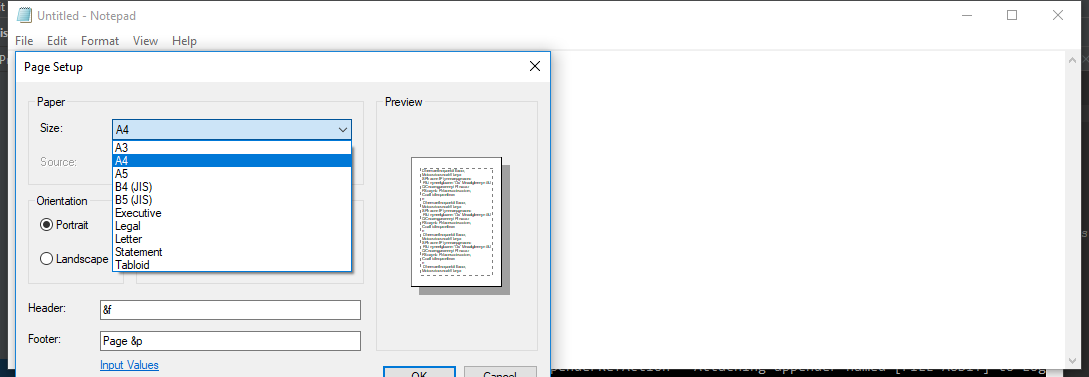 Untitled - Notepad
File Edit Format View Help
Page Setup
Paper
Size:
A4
A3
A4
A5
B4 (JIS)
B5 (JIS)
Executive
Legal
Letter
Statement
Tabloid
Source:
Orientation
Portrait
Landscape
Header:
&f
Footer:
Page &p
Input Values
Preview
OK
Cancel